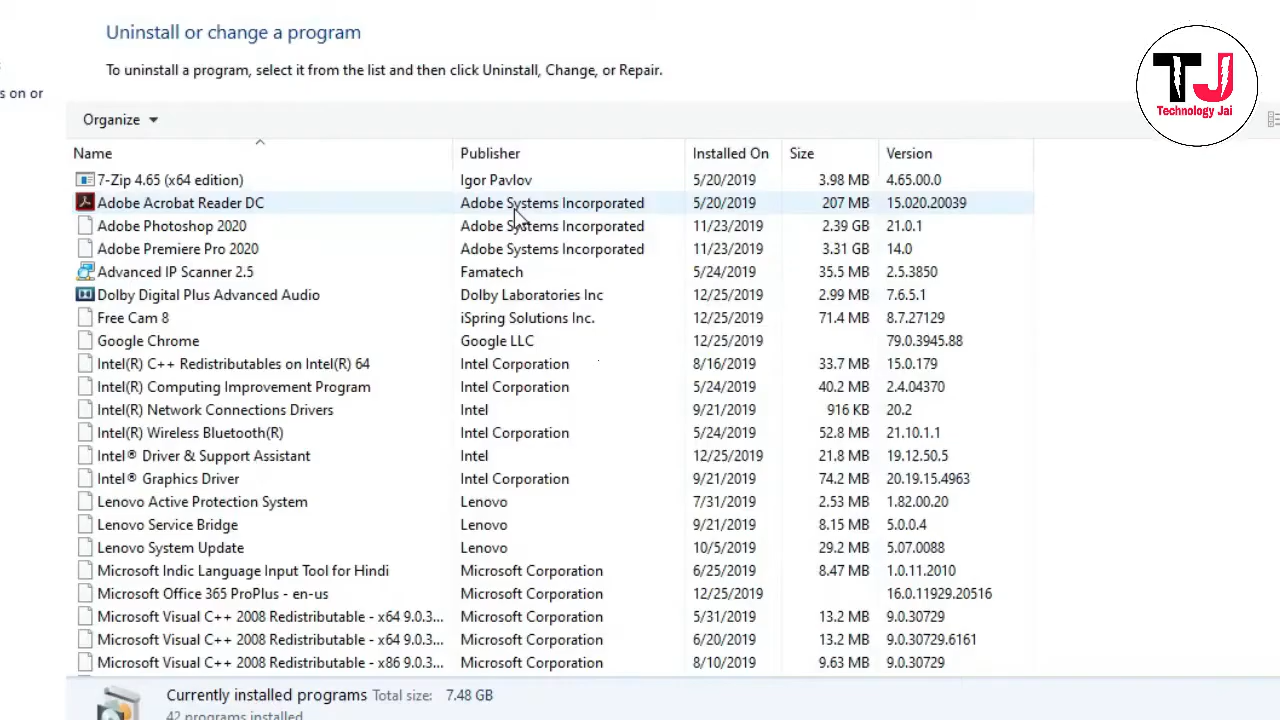 Uninstall or change a program
To uninstall a program, select it from the list and then click Uninstall, Change, or Repair.
s on or
TJ
Technology Jai
Organize
Name Publisher Installed On Size Version
7-Zip 4.65 (x64 edition) Igor Pavlov 5/20/2019 3.98 MB 4.65.00.0
Adobe Acrobat Reader DC Adobe Systems Incorporated 5/20/2019 207 MB 15.020.20039
Adobe Photoshop 2020 Adobe Systems Incorporated 11/23/2019 2.39 GB 21.0.1
Adobe Premiere Pro 2020 Adobe Systems Incorporated 11/23/2019 3.31 GB 14.0
Advanced IP Scanner 2.5 Famatech 5/24/2019 35.5 MB 2.5.3850
Dolby Digital Plus Advanced Audio Dolby Laboratories Inc 12/25/2019 2.99 MB 7.6.5.1
Free Cam 8 iSpring Solutions Inc. 12/25/2019 71.4 MB 8.7.27129
Google Chrome Google LLC 12/25/2019 79.0.3945.88
Intel(R) C++ Redistributables on Intel(R) 64 Intel Corporation 8/16/2019 33.7 MB 15.0.179
Intel(R) Computing Improvement Program Intel Corporation 5/24/2019 40.2 MB 2.4.04370
Intel(R) Network Connections Drivers Intel 9/21/2019 916 KB 20.2
Intel(R) Wireless Bluetooth(R) Intel Corporation 5/24/2019 52.8 MB 21.10.1.1
Intel® Driver & Support Assistant Intel 12/25/2019 21.8 MB 19.12.50.5
Intel® Graphics Driver Intel Corporation 9/21/2019 74.2 MB 20.19.15.4963
Lenovo Active Protection System Lenovo 7/31/2019 2.53 MB 1.82.00.20
Lenovo Service Bridge Lenovo 9/21/2019 8.15 MB 5.0.0.4
Lenovo System Update Lenovo 10/5/2019 29.2 MB 5.07.0088
Microsoft Indic Language Input Tool for Hindi Microsoft Corporation 6/25/2019 8.47 MB 1.0.11.2010
Microsoft Office 365 ProPlus - en-us Microsoft Corporation 12/25/2019 16.0.11929.20516
Microsoft Visual C++ 2008 Redistributable - x64 9.0.3... Microsoft Corporation 5/31/2019 13.2 MB 9.0.30729
Microsoft Visual C++ 2008 Redistributable - x64 9.0.3... Microsoft Corporation 6/20/2019 13.2 MB 9.0.30729.6161
Microsoft Visual C++ 2008 Redistributable - x86 9.0.3... Microsoft Corporation 8/10/2019 9.63 MB 9.0.30729
Currently installed programs Total size: 7.48 GB
42 programs installed